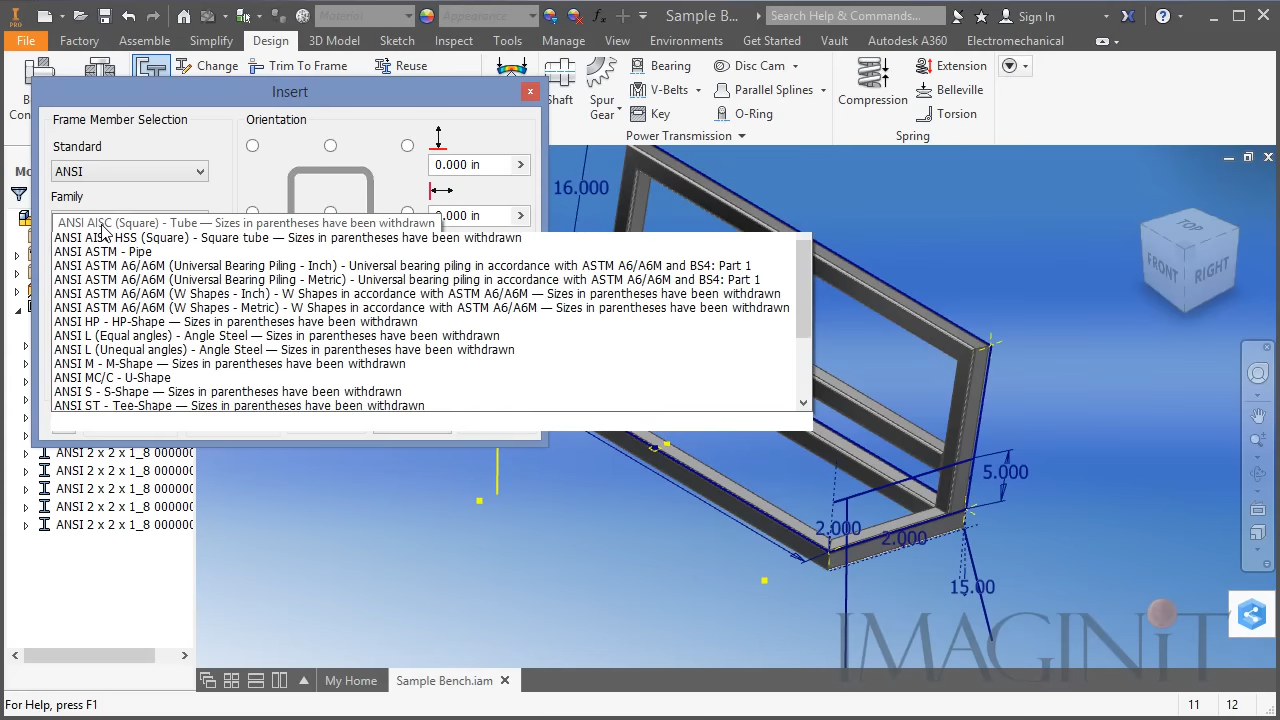 I
PRO
Material
Appearance
Sample B...
Search Help & Commands...
Sign In
File
Factory
Assemble
Simplify
Design
3D Model
Sketch
Inspect
Tools
Manage
View
Environments
Get Started
Vault
Autodesk A360
Electromechanical
Change
Trim To Frame
Reuse
Shaft
Spur
Gear
Bearing
V-Belts
Key
Disc Cam
Parallel Splines
O-Ring
Power Transmission
Compression
Extension
Belleville
Torsion
Spring
Insert
Frame Member Selection
Orientation
Standard
ANSI
0.000 in
Family
0.000 in
ANSI AISC (Square) - Tube — Sizes in parentheses have been withdrawn
ANSI AISC HSS (Square) - Square tube — Sizes in parentheses have been withdrawn
ANSI ASTM - Pipe
ANSI ASTM A6/A6M (Universal Bearing Piling - Inch) - Universal bearing piling in accordance with ASTM A6/A6M and BS4: Part 1
ANSI ASTM A6/A6M (Universal Bearing Piling - Metric) - Universal bearing piling in accordance with ASTM A6/A6M and BS4: Part 1
ANSI ASTM A6/A6M (W Shapes - Inch) - W Shapes in accordance with ASTM A6/A6M — Sizes in parentheses have been withdrawn
ANSI ASTM A6/A6M (W Shapes - Metric) - W Shapes in accordance with ASTM A6/A6M — Sizes in parentheses have been withdrawn
ANSI HP - HP-Shape — Sizes in parentheses have been withdrawn
ANSI L (Equal angles) - Angle Steel — Sizes in parentheses have been withdrawn
ANSI L (Unequal angles) - Angle Steel — Sizes in parentheses have been withdrawn
ANSI M - M-Shape — Sizes in parentheses have been withdrawn
ANSI MC/C - U-Shape
ANSI S - S-Shape — Sizes in parentheses have been withdrawn
ANSI ST - Tee-Shape — Sizes in parentheses have been withdrawn
ANSI 2 x 2 x 1_8 000000
ANSI 2 x 2 x 1_8 000000
ANSI 2 x 2 x 1_8 000000
ANSI 2 x 2 x 1_8 000000
ANSI 2 x 2 x 1_8 000000
16.000
TOP
FRONT
RIGHT
5.000
2.000
2.000
15.00
IMAGINiT
My Home
Sample Bench.iam
For Help, press F1
11
12